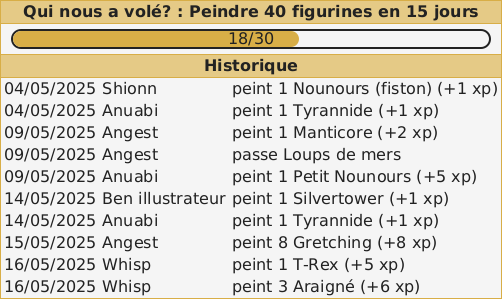 Qui nous a volé? : Peindre 40 figurines en 15 jours
18/30
Historique
04/05/2025 Shionn peint 1 Nounours (fiston) (+1 xp)
04/05/2025 Anuabi peint 1 Tyrannide (+1 xp)
09/05/2025 Angest peint 1 Manticore (+2 xp)
09/05/2025 Angest passe Loups de mers
09/05/2025 Anuabi peint 1 Petit Nounours (+5 xp)
14/05/2025 Ben illustrateur peint 1 Silvertower (+1 xp)
14/05/2025 Anuabi peint 1 Tyrannide (+1 xp)
15/05/2025 Angest peint 8 Gretching (+8 xp)
16/05/2025 Whisp peint 1 T-Rex (+5 xp)
16/05/2025 Whisp peint 3 Araigné (+6 xp)